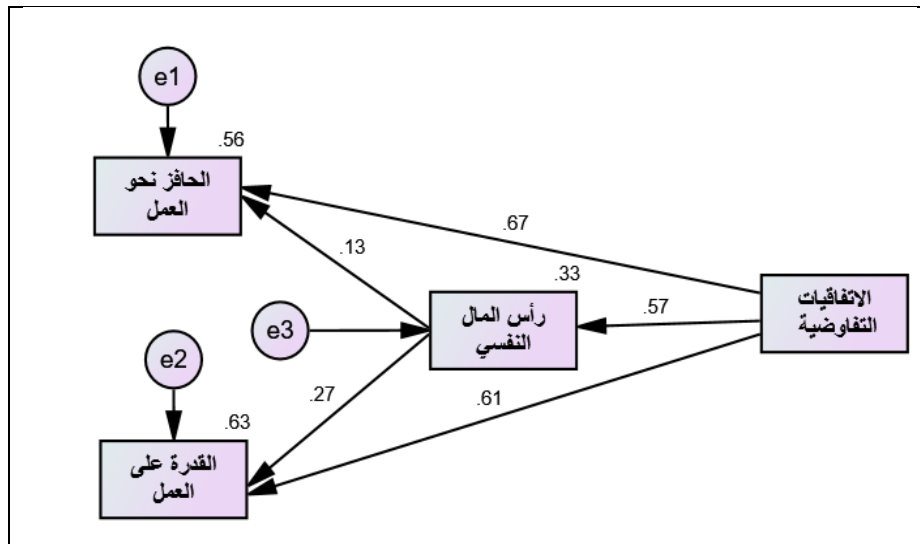 e1
.56
الحافز نحو
العمل
.67
.13
.33
الاتفاقيات
التفاوضية
رأس المال
النفسي
.57
e3
e2
.27
.61
.63
القدرة على
العمل